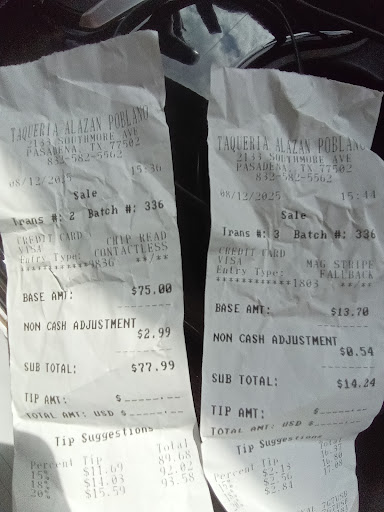 TAQUERIA ALAZAN POBLANO
2133 SOUTHMORE AVE
PASADENA, TX 77502
832-582-5562
08/12/2025 15:36
Sale
Trans #: 2 Batch #: 336
CREDIT CARD CHIP READ
VISA CONTACTLESS
Entry Type: **/**
************1836
BASE AMT: $75.00
NON CASH ADJUSTMENT
$2.99
SUB TOTAL: $77.99
TIP AMT: $
TOTAL AMT: USD $
Tip Suggestions
Percent Tip Total
15% $11.69 89.68
18% $14.03 92.02
20% $15.59 93.58
TAQUERIA ALAZAN POBLANO
2133 SOUTHMORE AVE
PASADENA, TX 77502
832-582-5562
08/12/2025 15:44
Sale
Trans #: 3 Batch #: 336
CREDIT CARD
VISA MAG STRIPE
Entry Type: FALLBACK
************1803 **/**
BASE AMT: $13.70
NON CASH ADJUSTMENT
$0.54
SUB TOTAL: $14.24
TIP AMT: $
TOTAL AMT: USD $
Tip Suggestions
Percent Tip
$2.13
$2.56
$2.84